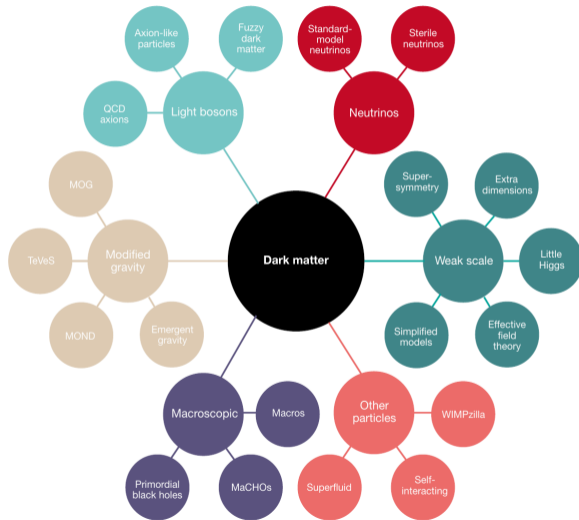 Axion-like
particles
Fuzzy
dark
matter
QCD
axions
Light bosons
Standard-
model
neutrinos
Sterile
neutrinos
Neutrinos
MOG
TeVeS
Modified
gravity
MOND
Emergent
gravity
Dark matter
Super-
symmetry
Extra
dimensions
Weak scale
Little
Higgs
Simplified
models
Effective
field
theory
Macroscopic
Macros
Primordial
black holes
MaCHOs
Other
particles
WIMPzilla
Superfluid
Self-
interacting